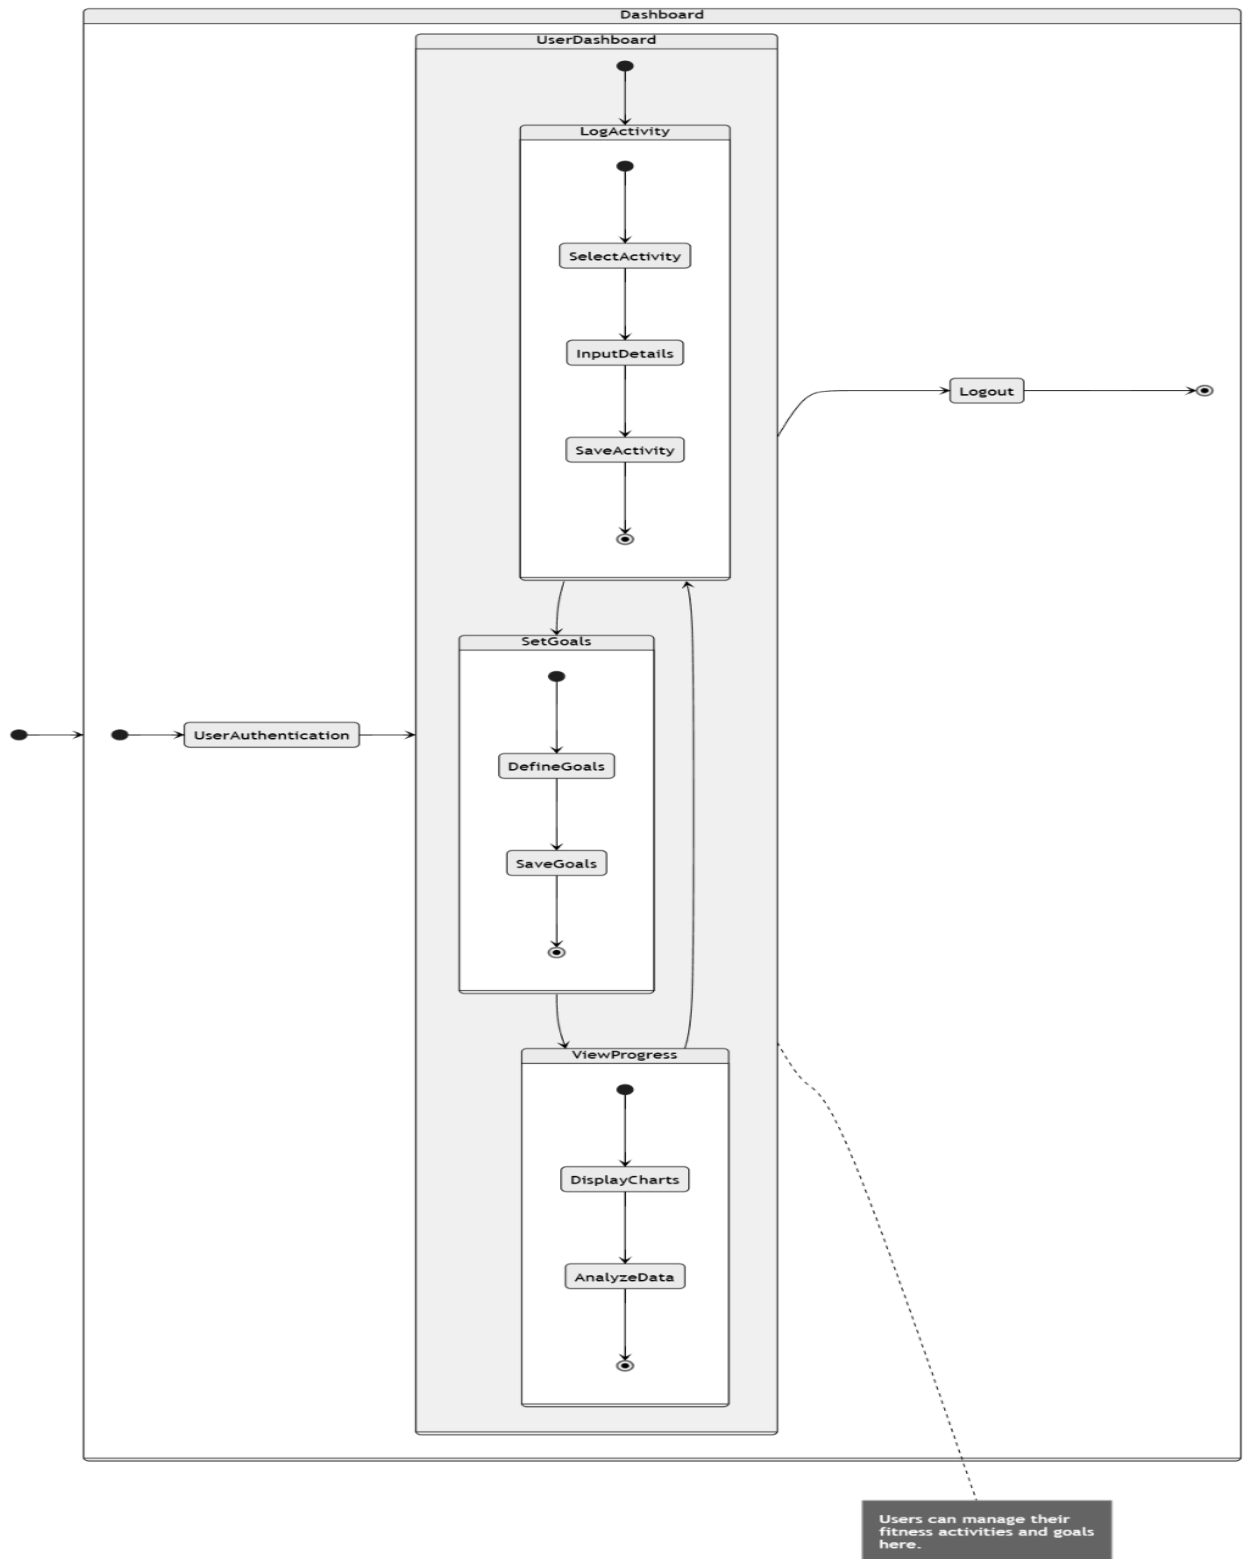 Dashboard
UserDashboard
LogActivity
SelectActivity
InputDetails
SaveActivity
Logout
SetGoals
UserAuthentication
DefineGoals
SaveGoals
ViewProgress
DisplayCharts
AnalyzeData
Users can manage their
fitness activities and goals
here.